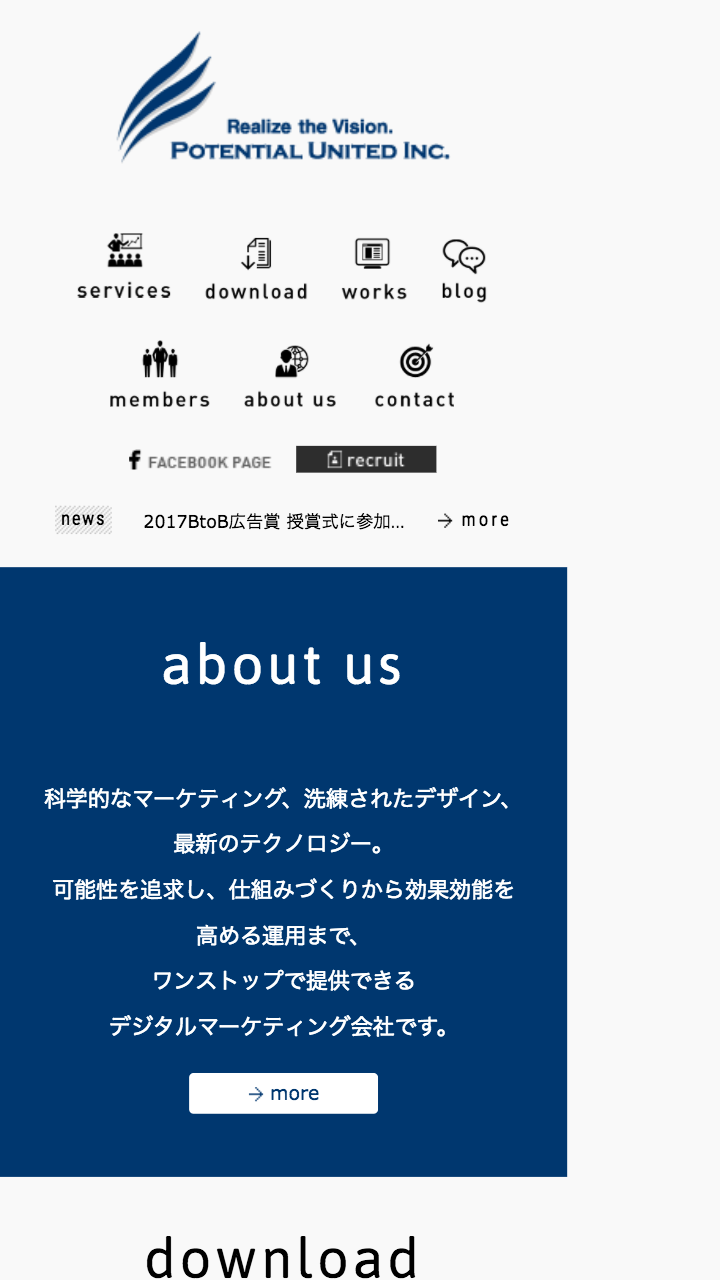 Realize the Vision.
POTENTIAL UNITED INC.
services download works blog
members about us contact
FACEBOOK PAGE recruit
news 2017BtoB広告賞 授賞式に参加... more
about us
科学的なマーケティング、洗練されたデザイン、
最新のテクノロジー。
可能性を追求し、仕組みづくりから効果効能を
高める運用まで、
ワンストップで提供できる
デジタルマーケティング会社です。
more
download